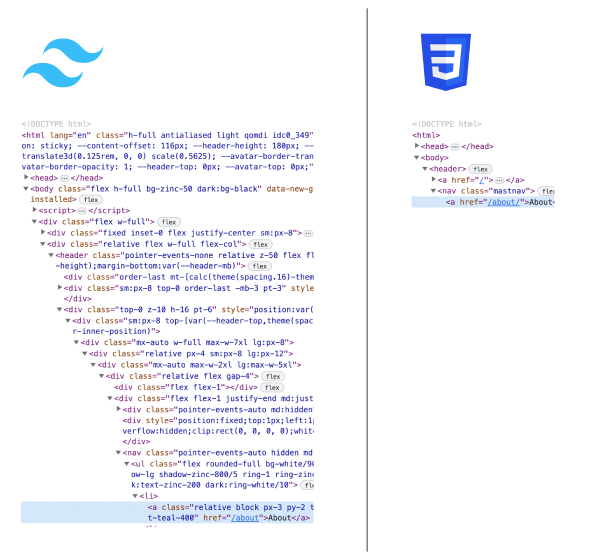 <!DOCTYPE html>
<html lang="en" class="h-full antialiased light qomdi idc0_349"
on: sticky; --content-offset: 116px; --header-height: 180px; --
translate3d(0.125rem, 0, 0) scale(0.5625); --avatar-border-tran
vatar-border-opacity: 1; --header-top: 0px; --avatar-top: 0px;"
<head> ⋯ </head>
<body class="flex h-full bg-zinc-50 dark:bg-black" data-new-g
installed> flex
<script> ⋯ </script>
<div class="flex w-full"> flex
<div class="fixed inset-0 flex justify-center sm:px-8"> ⋯
<div class="relative flex w-full flex-col"> flex
<header class="pointer-events-none relative z-50 flex fl
-height);margin-bottom:var(--header-mb)"> flex
<div class="order-last mt-[calc(theme(spacing.16)-them
<div class="sm:px-8 top-0 order-last -mb-3 pt-3" style
</div>
<div class="top-0 z-10 h-16 pt-6" style="position:var(
<div class="sm:px-8 top-[var(--header-top,theme(spac
r-inner-position)">
<div class="mx-auto w-full max-w-7xl lg:px-8">
<div class="relative px-4 sm:px-8 lg:px-12">
<div class="mx-auto max-w-2xl lg:max-w-5xl">
<div class="relative flex gap-4"> flex
<div class="flex flex-1"></div> flex
<div class="flex flex-1 justify-end md:just
<div class="pointer-events-auto md:hidden
<div style="position:fixed;top:1px;left:1
verflow:hidden;clip:rect(0, 0, 0, 0);white
</div>
<nav class="pointer-events-auto hidden md
<ul class="flex rounded-full bg-white/90
ow-lg shadow-zinc-800/5 ring-1 ring-zinc
k:text-zinc-200 dark:ring-white/10"> fle
<li>
<a class="relative block px-3 py-2 t
t-teal-400" href="/about">About</a>
<!DOCTYPE html>
<html>
<head> ⋯ </head>
<body>
<header> flex
<a href="/"> ⋯ </a>
<nav class="mastnav"> fle
<a href="/about/">About<